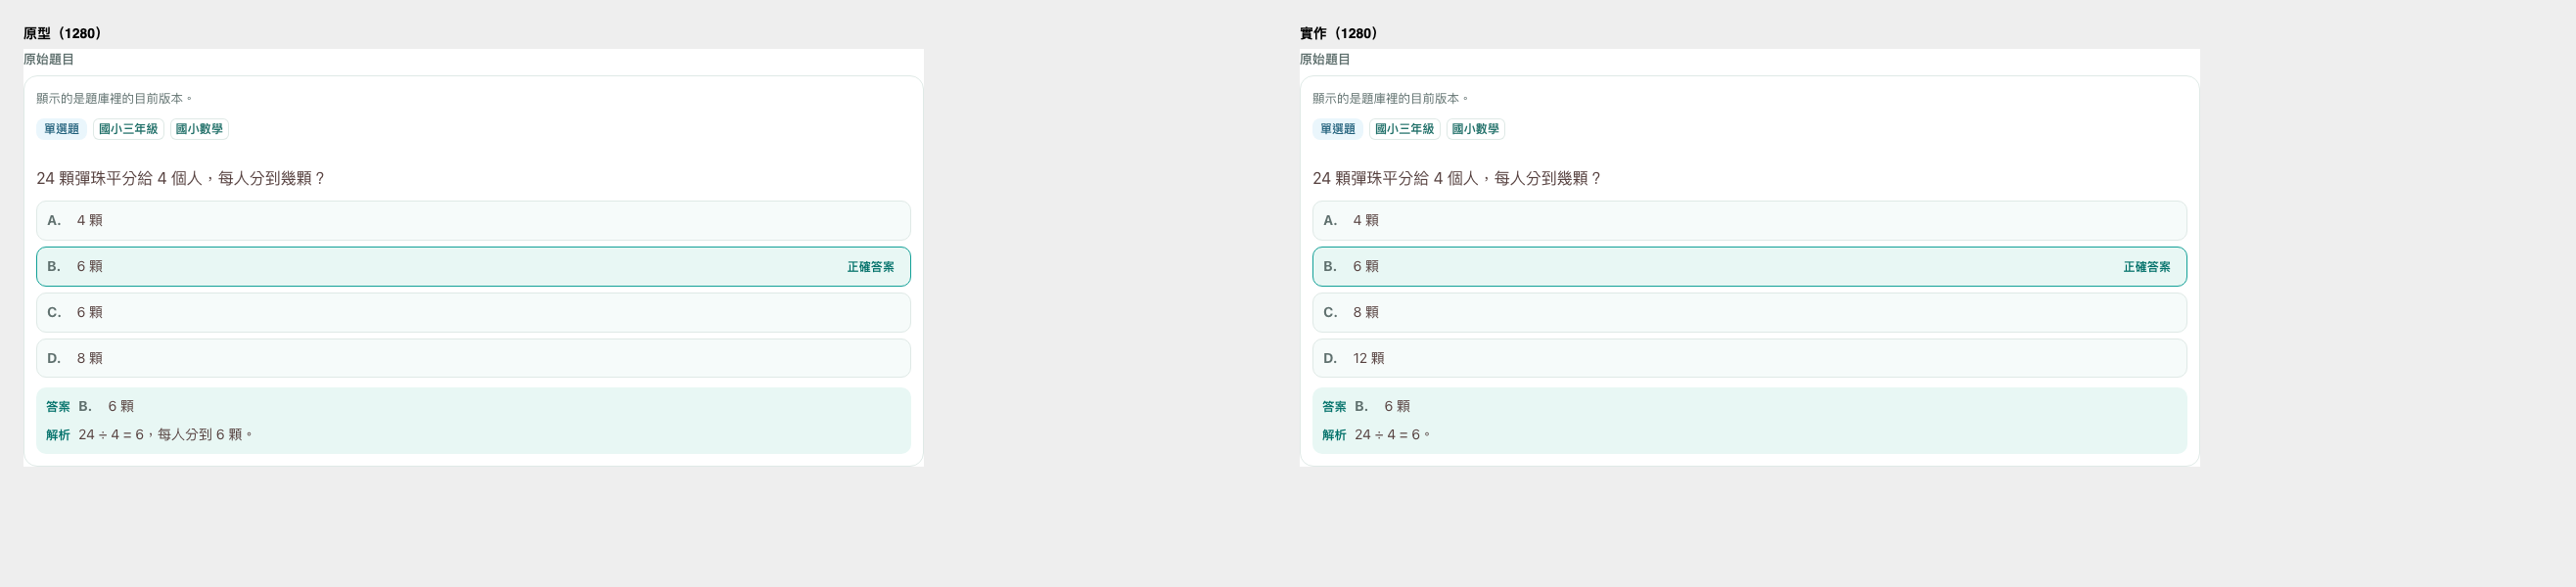 原型（1280）
原始題目
顯示的是題庫裡的目前版本。
單選題 國小三年級 國小數學
24 顆彈珠平分給 4 個人，每人分到幾顆？
A. 4 顆
B. 6 顆 正確答案
C. 6 顆
D. 8 顆
答案 B. 6 顆
解析 24 ÷ 4 = 6，每人分到 6 顆。
實作（1280）
原始題目
顯示的是題庫裡的目前版本。
單選題 國小三年級 國小數學
24 顆彈珠平分給 4 個人，每人分到幾顆？
A. 4 顆
B. 6 顆 正確答案
C. 8 顆
D. 12 顆
答案 B. 6 顆
解析 24 ÷ 4 = 6。